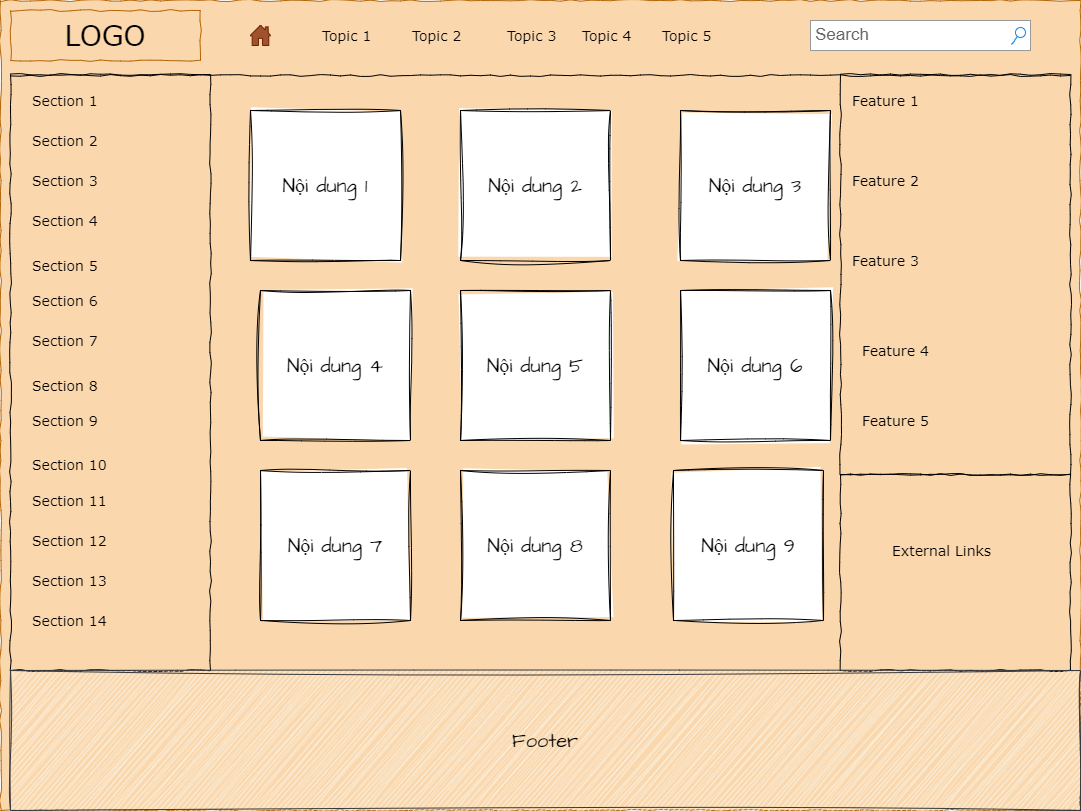 LOGO
Topic 1
Topic 2
Topic 3
Topic 4
Topic 5
Search
Section 1
Section 2
Section 3
Section 4
Section 5
Section 6
Section 7
Section 8
Section 9
Section 10
Section 11
Section 12
Section 13
Section 14
Nội dung 1
Nội dung 2
Nội dung 3
Nội dung 4
Nội dung 5
Nội dung 6
Nội dung 7
Nội dung 8
Nội dung 9
Feature 1
Feature 2
Feature 3
Feature 4
Feature 5
External Links
Footer